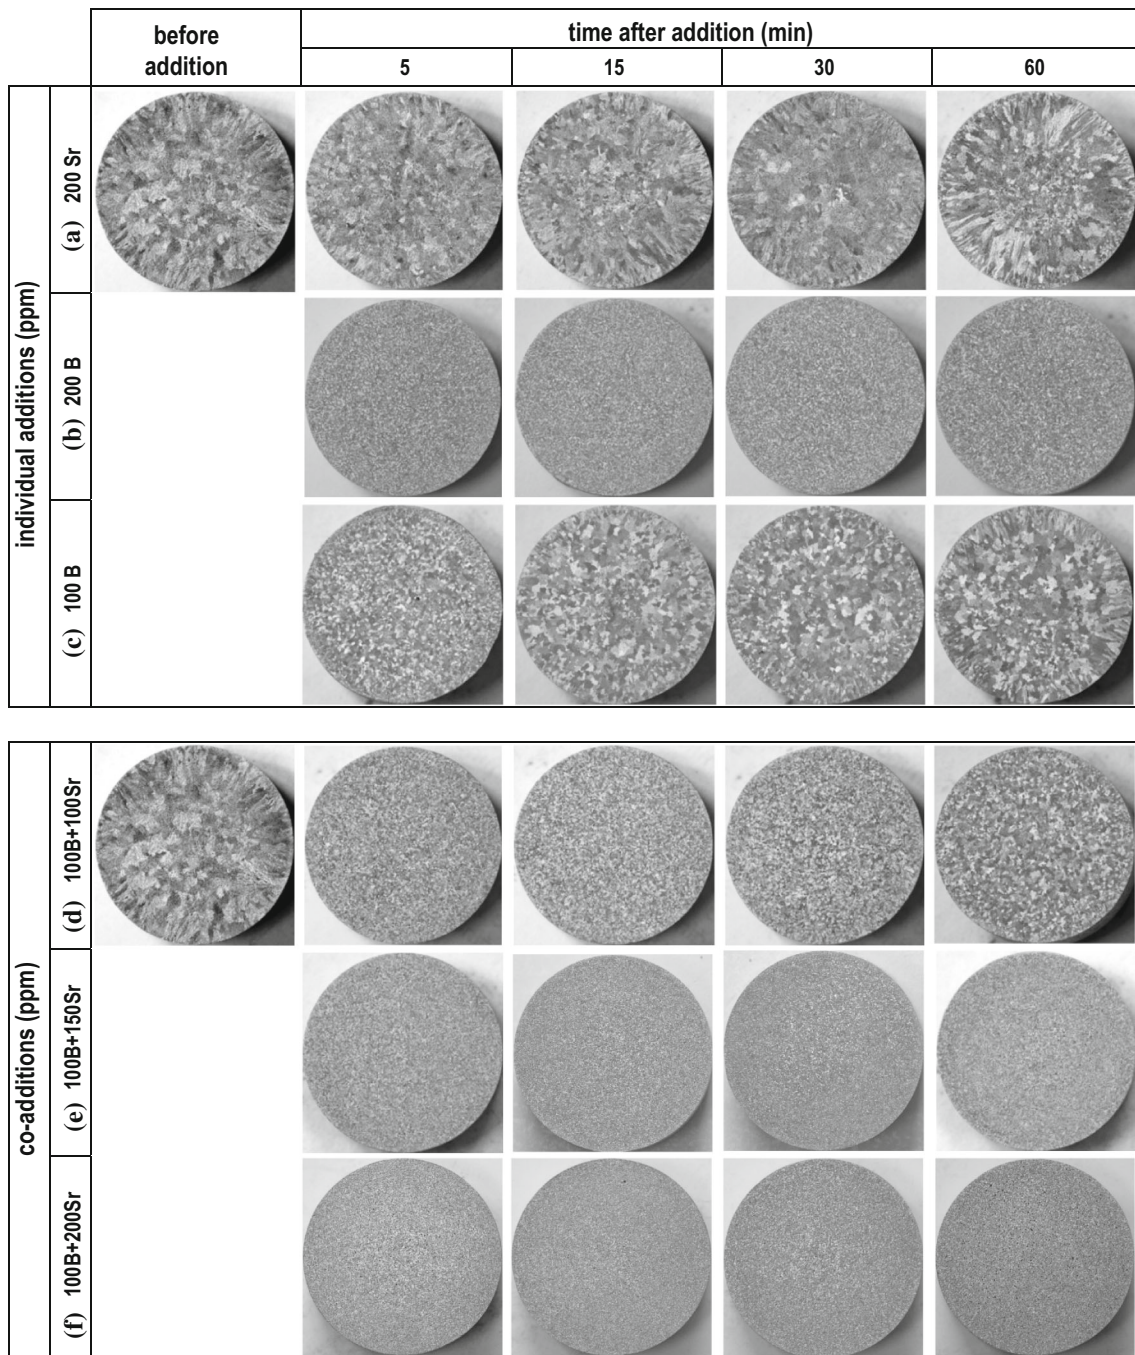 before addition
time after addition (min)
5
15
30
60
individual additions (ppm)
(a) 200 Sr
(b) 200 B
(c) 100 B
co-additions (ppm)
(d) 100B+100Sr
(e) 100B+150Sr
(f) 100B+200Sr